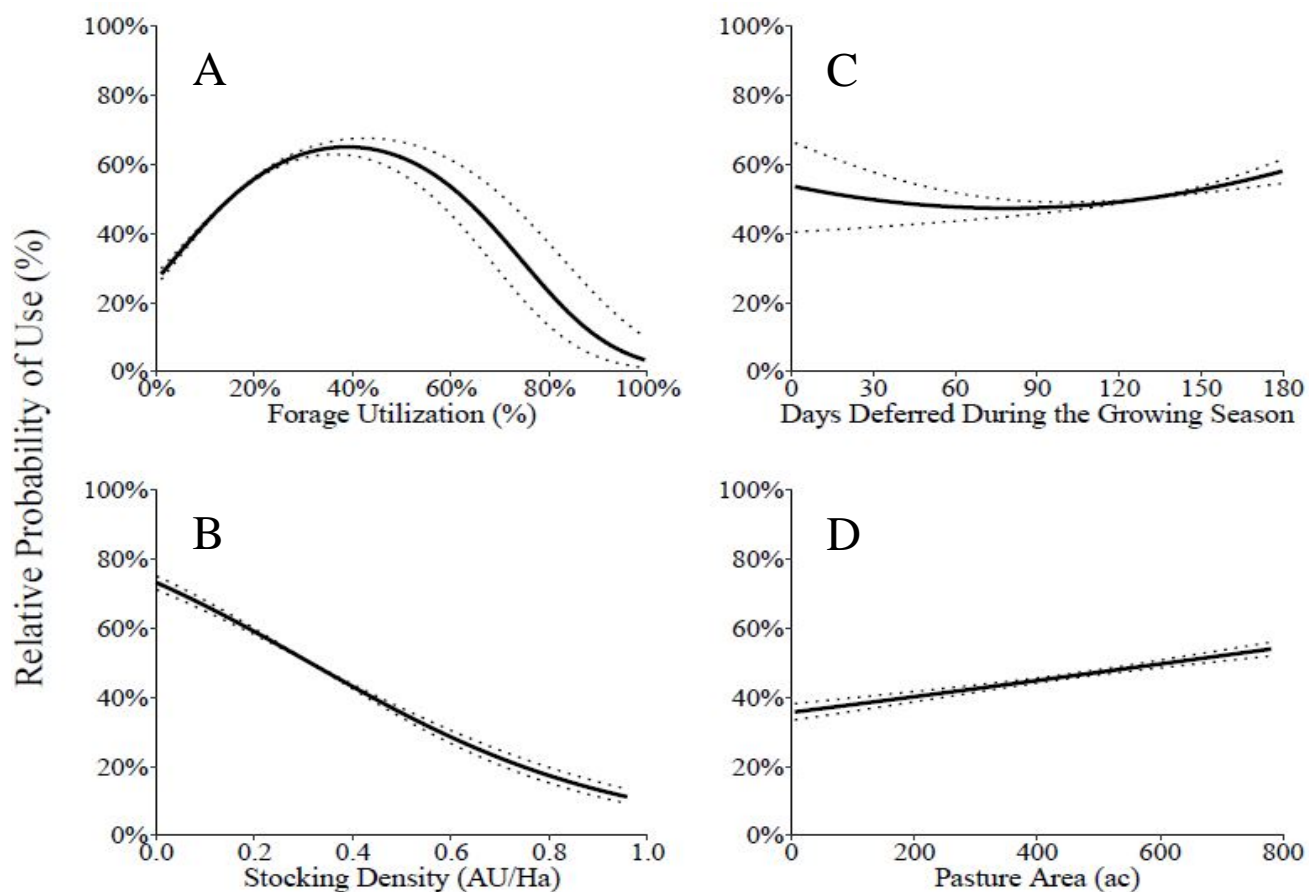 Relative Probability of Use (%)
A
100%
80%
60%
40%
20%
0%
0% 20% 40% 60% 80% 100%
Forage Utilization (%)
C
100%
80%
60%
40%
20%
0%
0 30 60 90 120 150 180
Days Deferred During the Growing Season
B
100%
80%
60%
40%
20%
0%
0.0 0.2 0.4 0.6 0.8 1.0
Stocking Density (AU/Ha)
D
100%
80%
60%
40%
20%
0%
0 200 400 600 800
Pasture Area (ac)